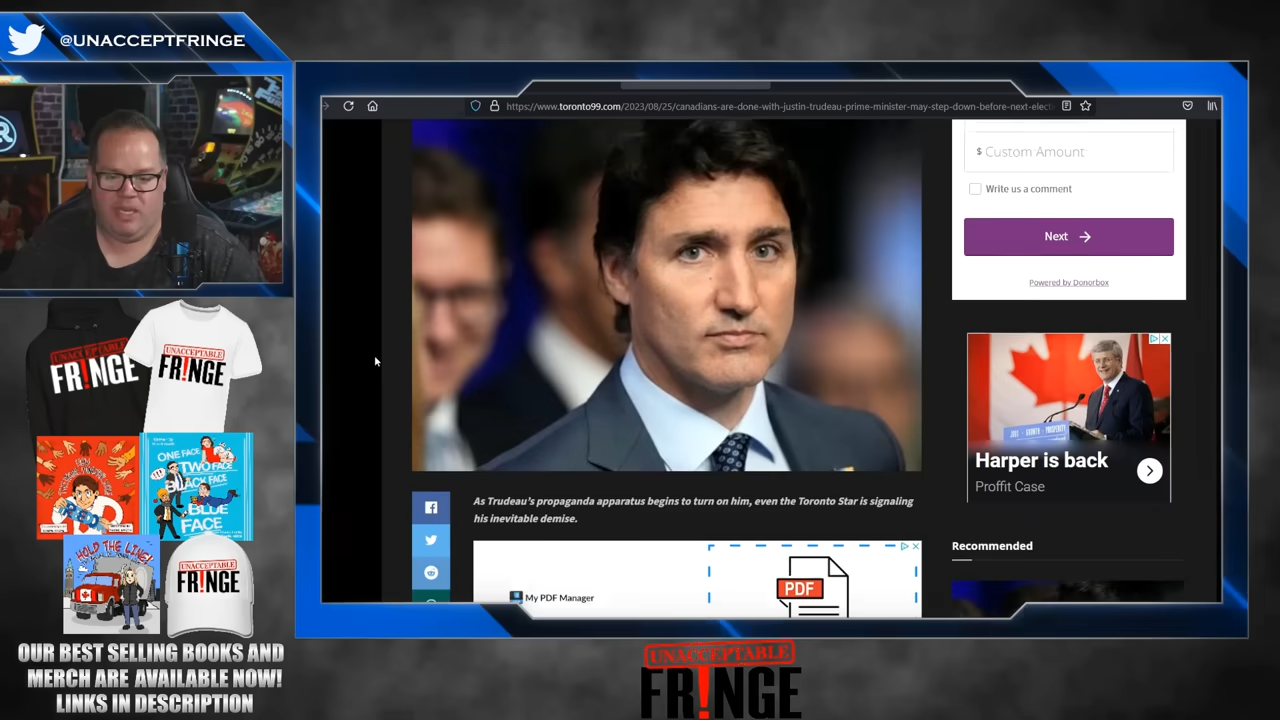 @UNACCEPTFRINGE
https://www.toronto99.com/2023/08/25/canadians-are-done-with-justin-trudeau-prime-minister-may-step-down-before-next-elect
$ Custom Amount
Write us a comment
Next →
Powered by Donorbox
Harper is back
Proffit Case
As Trudeau's propaganda apparatus begins to turn on him, even the Toronto Star is signaling
his inevitable demise.
Recommended
My PDF Manager
PDF
UNACCEPTABLE
FR!NGE
UNACCEPTABLE
FR!NGE
ONE FACE
TWO FACE
BLACK FACE
BLUE
FACE
HOLD THE LINE!
UNACCEPTABLE
FR!NGE
OUR BEST SELLING BOOKS AND
MERCH ARE AVAILABLE NOW!
LINKS IN DESCRIPTION
UNACCEPTABLE
FR!NGE